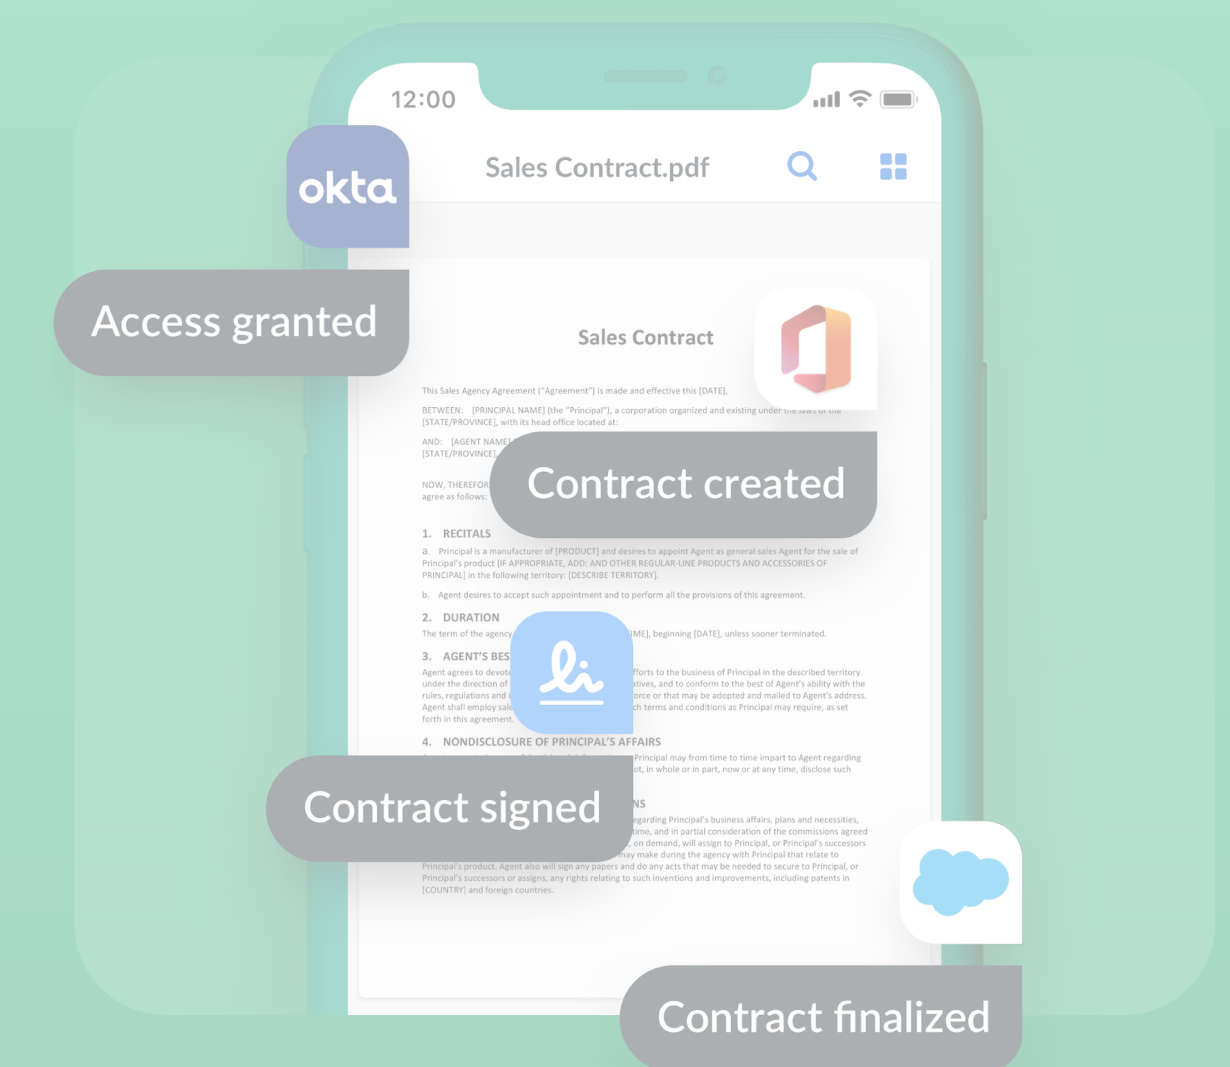 12:00
okta
Sales Contract.pdf
Access granted
Sales Contract
This Sales Agency Agreement (“Agreement”) is made and effective this [DATE],
BETWEEN: [PRINCIPAL NAME] (the “Principal”), a corporation organized and existing under the laws of the
[STATE/PROVINCE], with its head office located at:
AND: [AGENT NAME]
[STATE/PROVINCE],
Contract created
NOW, THEREFOR
agree as follows:
1. RECITALS
a. Principal is a manufacturer of [PRODUCT] and desires to appoint Agent as general sales Agent for the sale of
Principal’s product [IF APPROPRIATE, ADD: AND OTHER REGULAR-LINE PRODUCTS AND ACCESSORIES OF
PRINCIPAL] in the following territory: [DESCRIBE TERRITORY].
b. Agent desires to accept such appointment and to perform all the provisions of this agreement.
2. DURATION
The term of the agency IME], beginning [DATE], unless sooner terminated.
3. AGENT’S BES
Agent agrees to devote fforts to the business of Principal in the described territory
under the direction of tives, and to conform to the best of Agent’s ability with the
rules, regulations and orce or that may be adopted and mailed to Agent’s address.
Agent shall employ sale ch terms and conditions as Principal may require, as set
forth in this agreement.
li
4. NONDISCLOSURE OF PRINCIPAL’S AFFAIRS
Principal may from time to time impart to Agent regarding
ot, in whole or in part, now or at any time, disclose such
Contract signed
NS
egarding Principal’s business affairs, plans and necessities,
time, and in partial consideration of the commissions agreed
, on demand, will assign to Principal, or Principal’s successors
may make during the agency with Principal that relate to
Principal’s product. Agent also will sign any papers and do any acts that may be needed to secure to Principal, or
Principal’s successors or assigns, any rights relating to such inventions and improvements, including patents in
[COUNTRY] and foreign countries.
Contract finalized